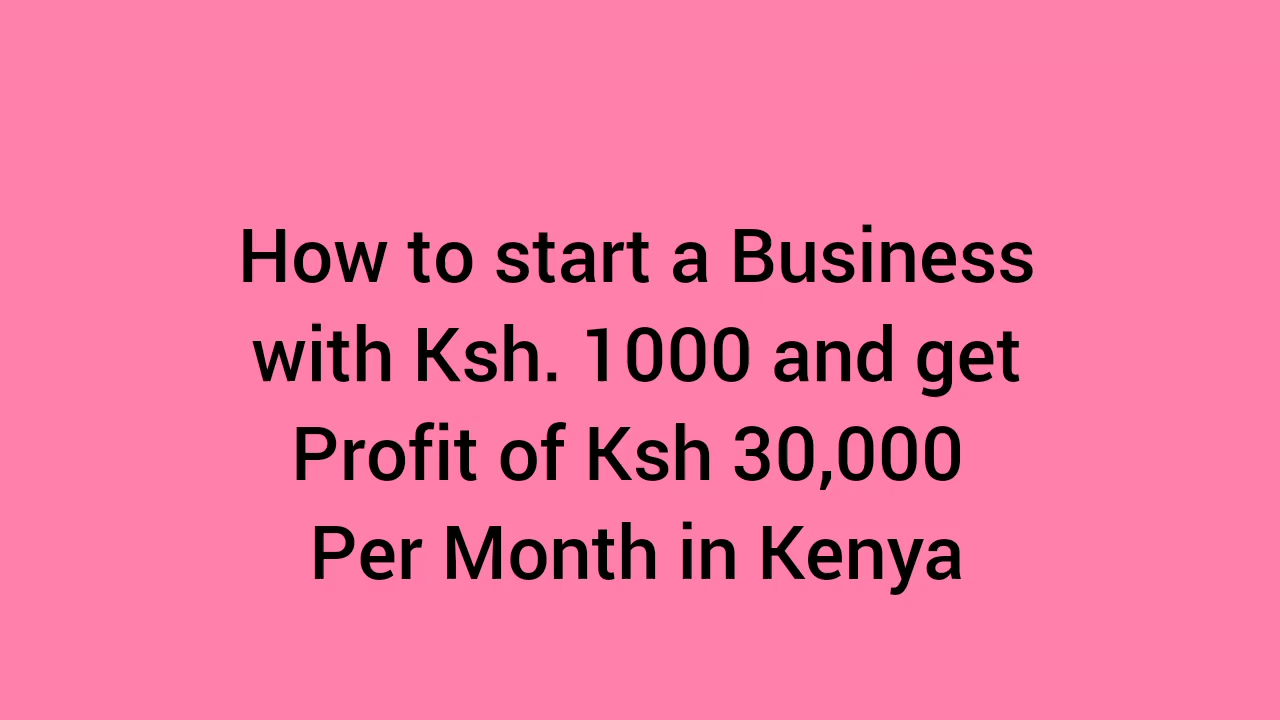 How to start a Business
with Ksh. 1000 and get
Profit of Ksh 30,000
Per Month in Kenya